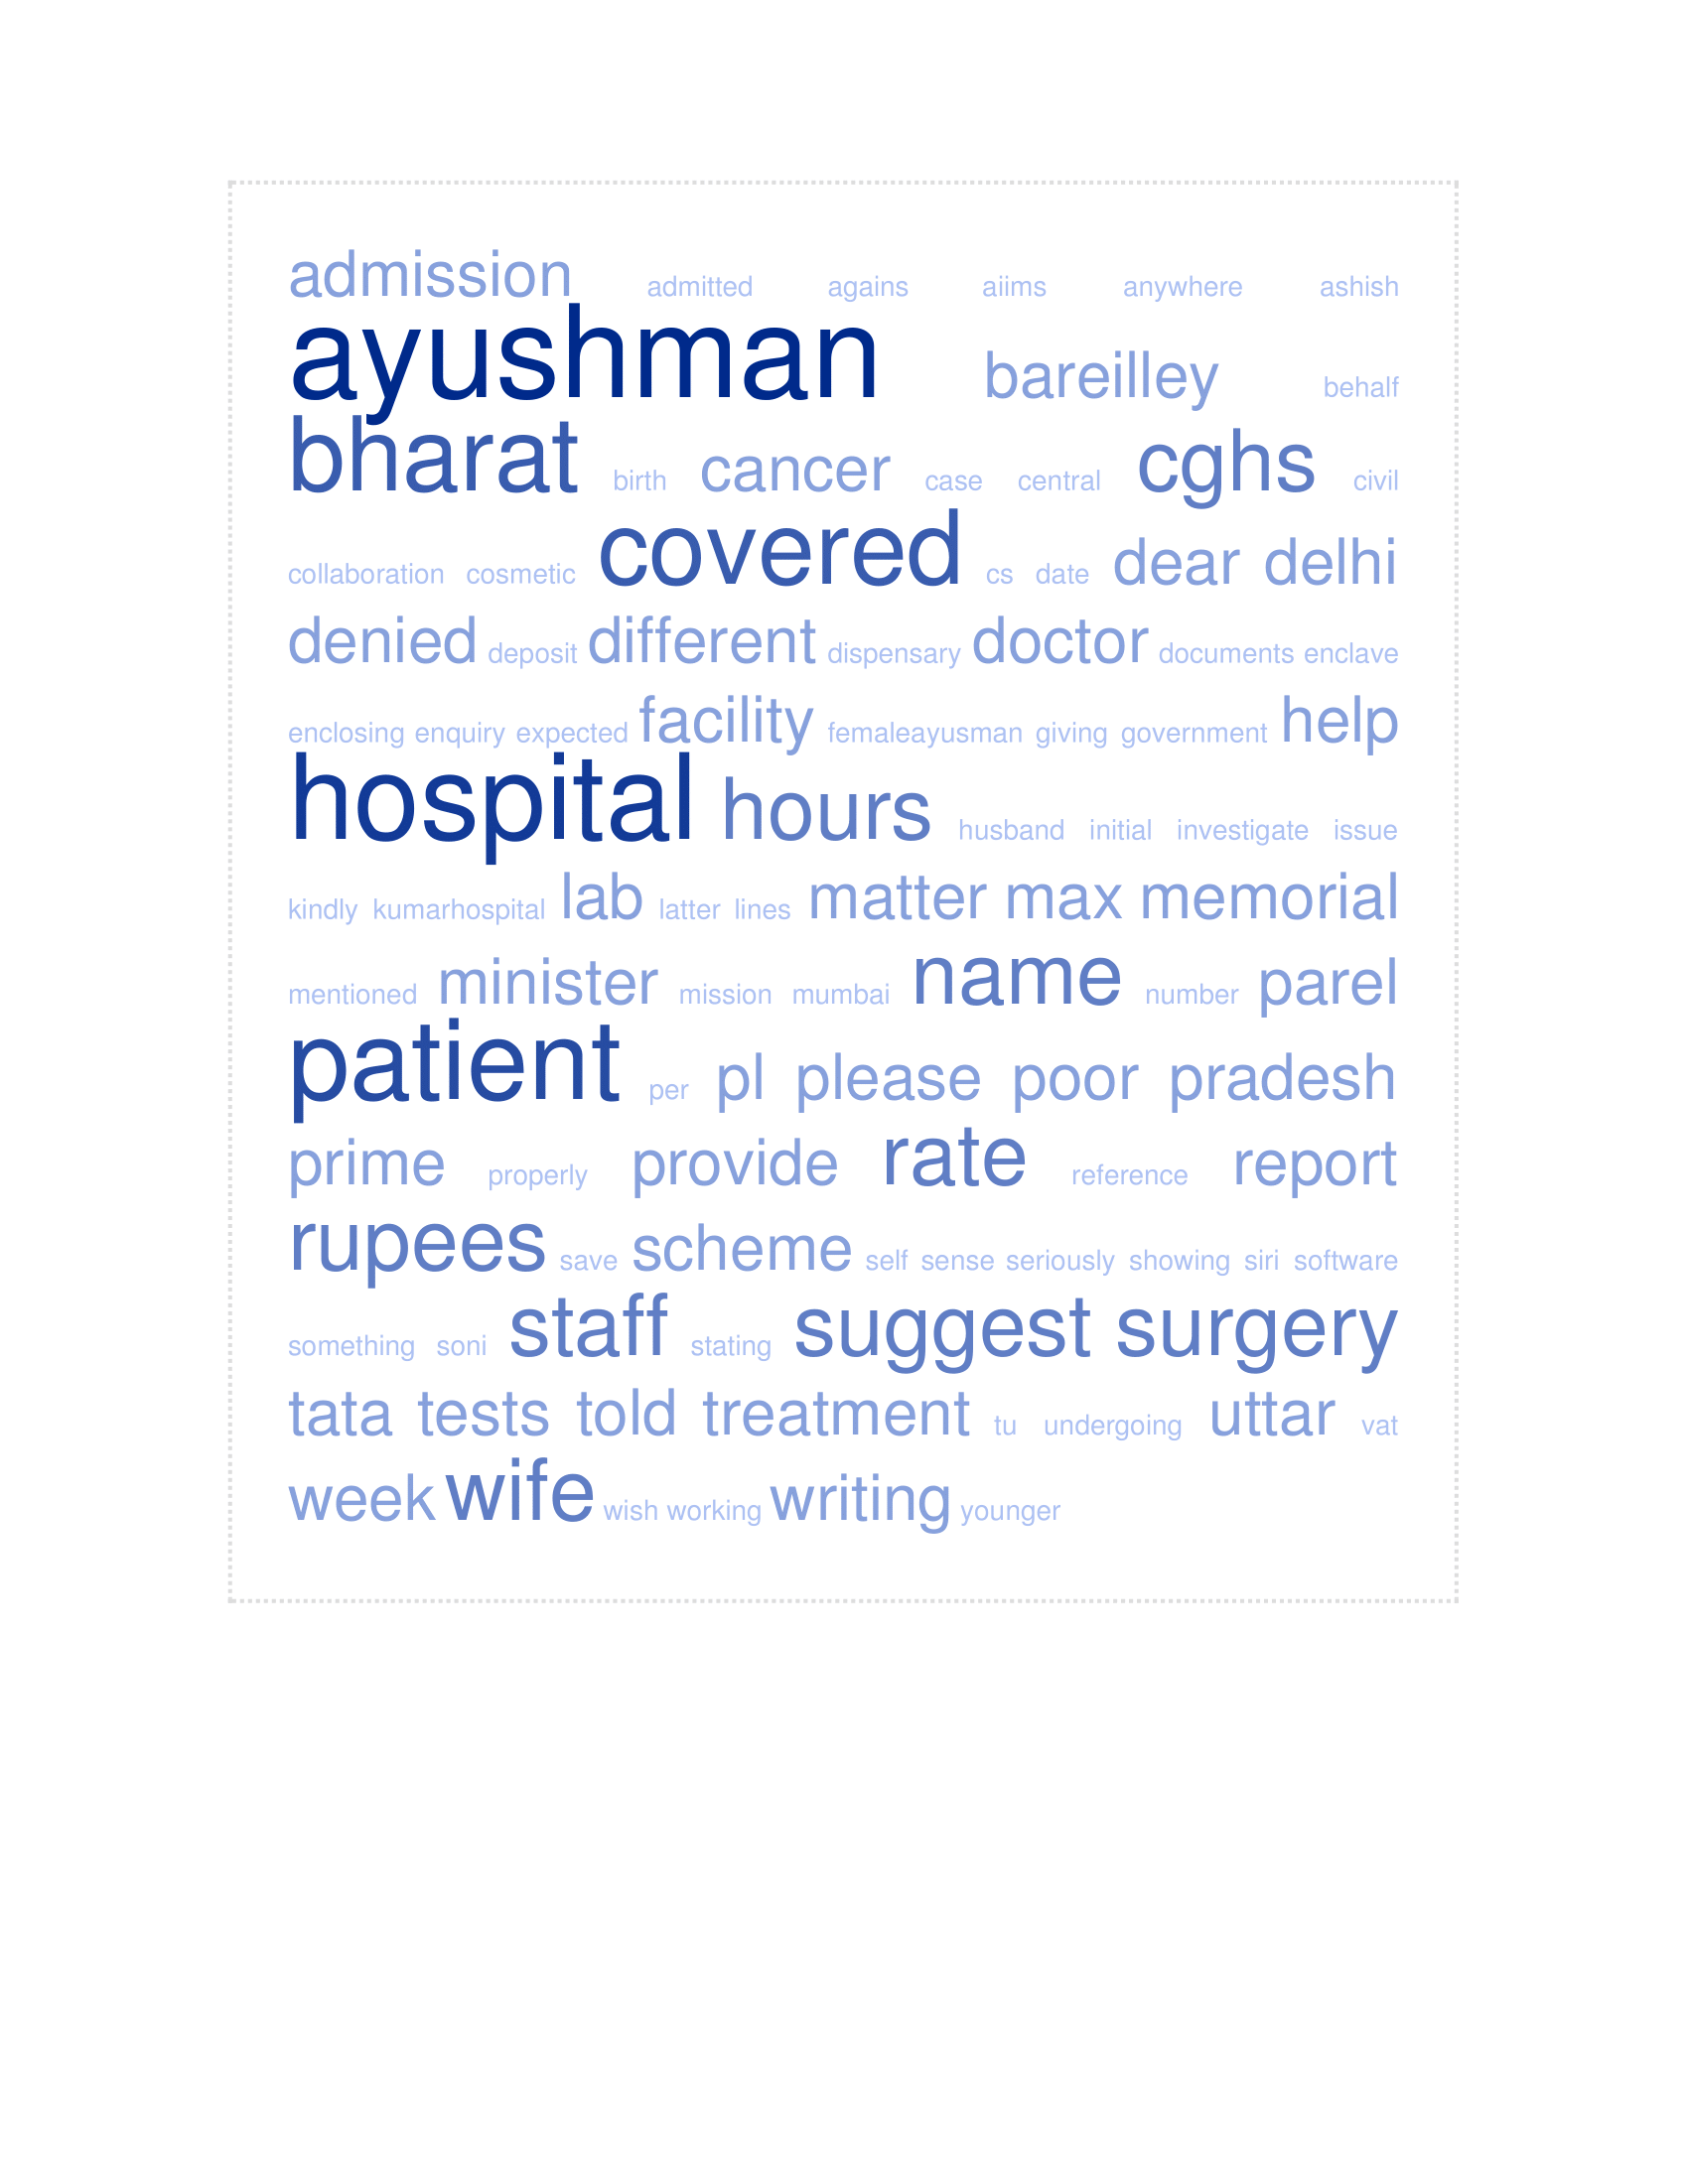 admission admitted agains aiims anywhere ashish
ayushman bareilley behalf
bharat birth cancer case central cghs civil
collaboration cosmetic covered cs date dear delhi
denied deposit different dispensary doctor documents enclave
enclosing enquiry expected facility femaleayusman giving government help
hospital hours husband initial investigate issue
kindly kumarhospital lab latter lines matter max memorial
mentioned minister mission mumbai name number parel
patient per pl please poor pradesh
prime properly provide rate reference report
rupees save scheme self sense seriously showing siri software
something soni staff stating suggest surgery
tata tests told treatment tu undergoing uttar vat
week wife wish working writing younger